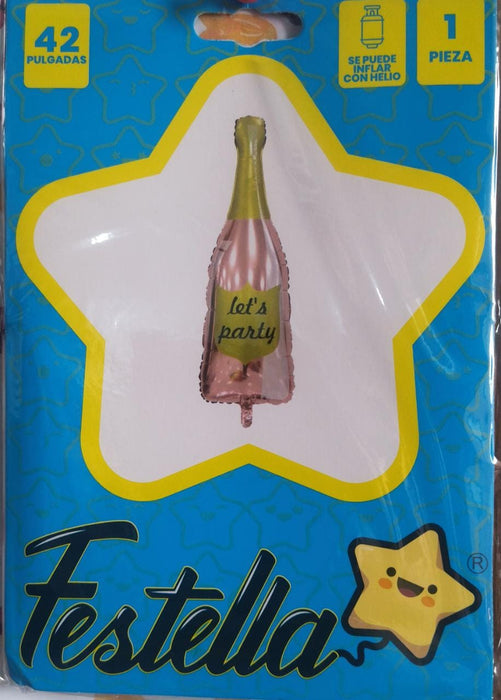 42
PULGADAS
SE PUEDE
INFLAR
CON HELIO
1
PIEZA
let's
party
Festella
®